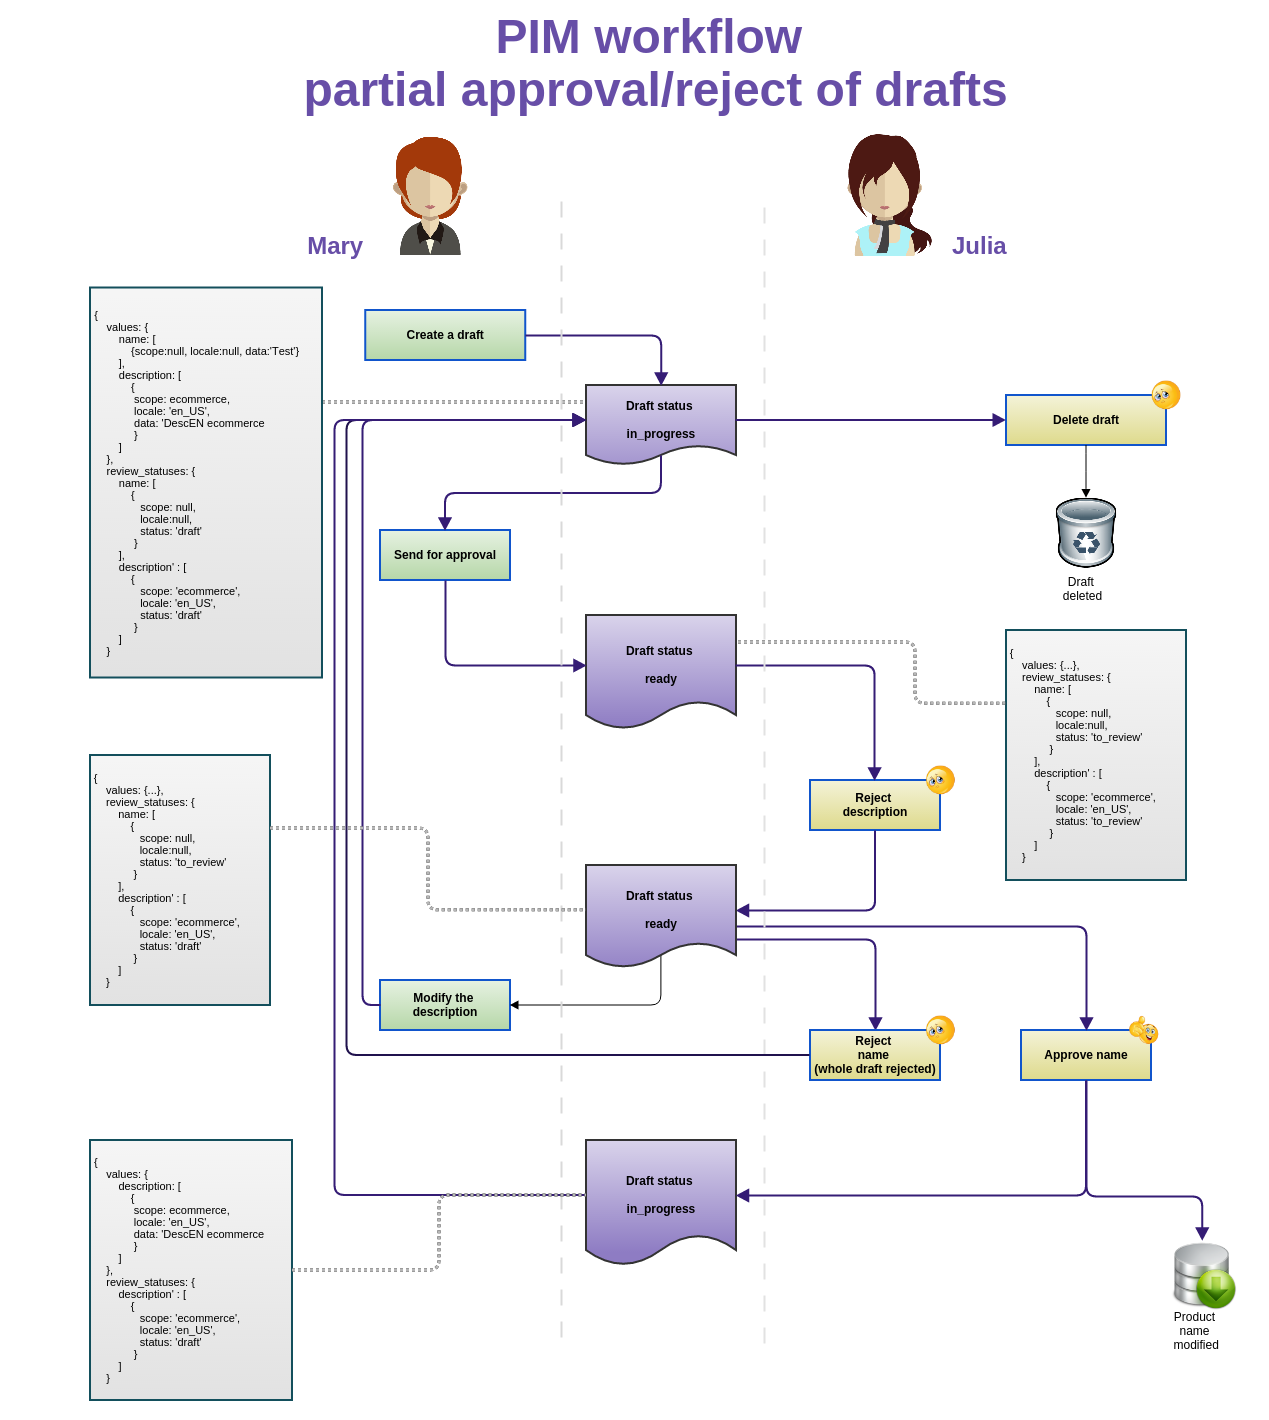 PIM workflow
partial approval/reject of drafts
Mary
Julia
{
values: {
name: [
{scope:null, locale:null, data:'Test'}
],
description: [
{
scope: ecommerce,
locale: 'en_US',
data: 'DescEN ecommerce
}
]
},
review_statuses: {
name: [
{
scope: null,
locale:null,
status: 'draft'
}
],
description' : [
{
scope: 'ecommerce',
locale: 'en_US',
status: 'draft'
}
]
}
Create a draft
Draft status
in_progress
Delete draft
Draft
deleted
Send for approval
Draft status
ready
{
values: {...},
review_statuses: {
name: [
{
scope: null,
locale:null,
status: 'to_review'
}
],
description' : [
{
scope: 'ecommerce',
locale: 'en_US',
status: 'to_review'
}
]
}
Reject
description
{
values: {...},
review_statuses: {
name: [
{
scope: null,
locale:null,
status: 'to_review'
}
],
description' : [
{
scope: 'ecommerce',
locale: 'en_US',
status: 'draft'
}
]
}
Draft status
ready
Modify the
description
Reject
name
(whole draft rejected)
Approve name
{
values: {
description: [
{
scope: ecommerce,
locale: 'en_US',
data: 'DescEN ecommerce
}
]
},
review_statuses: {
description' : [
{
scope: 'ecommerce',
locale: 'en_US',
status: 'draft'
}
]
}
Draft status
in_progress
Product
name
modified